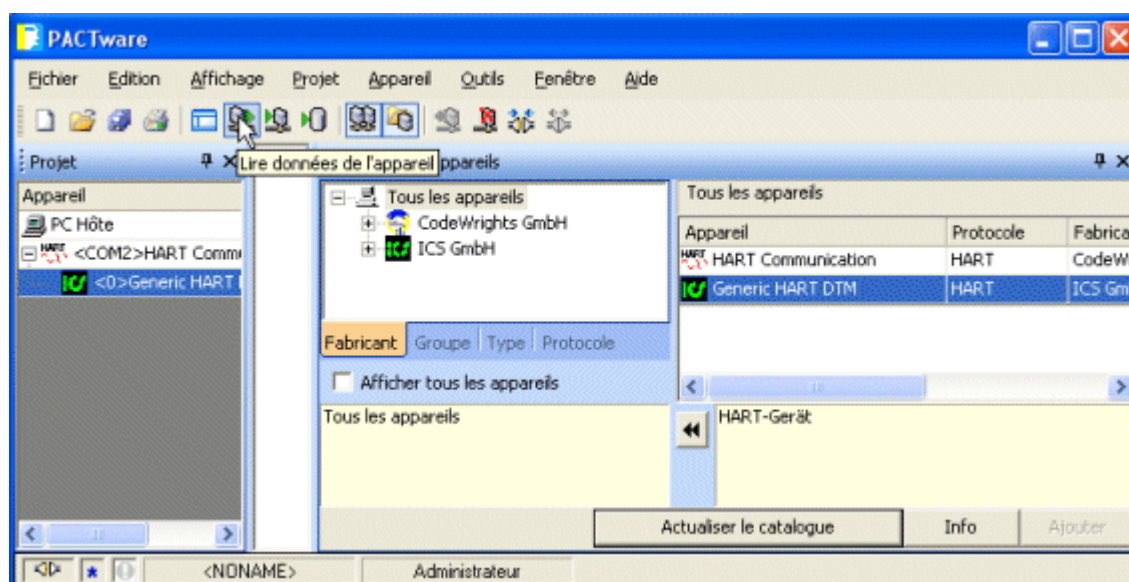 PACTware
Fichier Edition Affichage Projet Appareil Outils Fenêtre Aide
Projet
Lire données de l'appareil
ppareils
Appareil
PC Hôte
<COM2>HART Comm
<0>Generic HART
Tous les appareils
CodeWrights GmbH
ICS GmbH
Fabricant Groupe Type Protocole
Afficher tous les appareils
Tous les appareils
Tous les appareils
Appareil Protocole Fabrica
HART Communication HART CodeW
Generic HART DTM HART ICS Gm
HART-Gerät
Actualiser le catalogue Info Ajouter
<NONAME> Administrateur